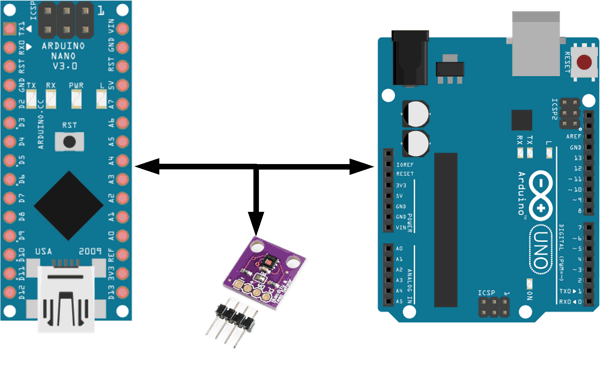 ICSP
1
TX1
RX0
RST
GND
D2
D3
D4
D5
D6
D7
D8
D9
D10
D11
D12
ARDUINO
NANO
V3.0
TX RX PWR L
ARDUINO.CC
RST
USA 2009
VIN
GND
RST
5V
A7
A6
A5
A4
A3
A2
A1
A0
REF
3V3
D13
RESET
ICSP2
IOREF
RESET
3V3
5V
GND
GND
VIN
POWER
A0
A1
A2
A3
A4
A5
ANALOG IN
RX
TX
L
Arduino
UNO
AREF
GND
13
12
~11
~10
~9
8
7
~6
~5
4
~3
2
TXD▶1
RXD◀0
DIGITAL (PWM~)
ICSP 1
ON